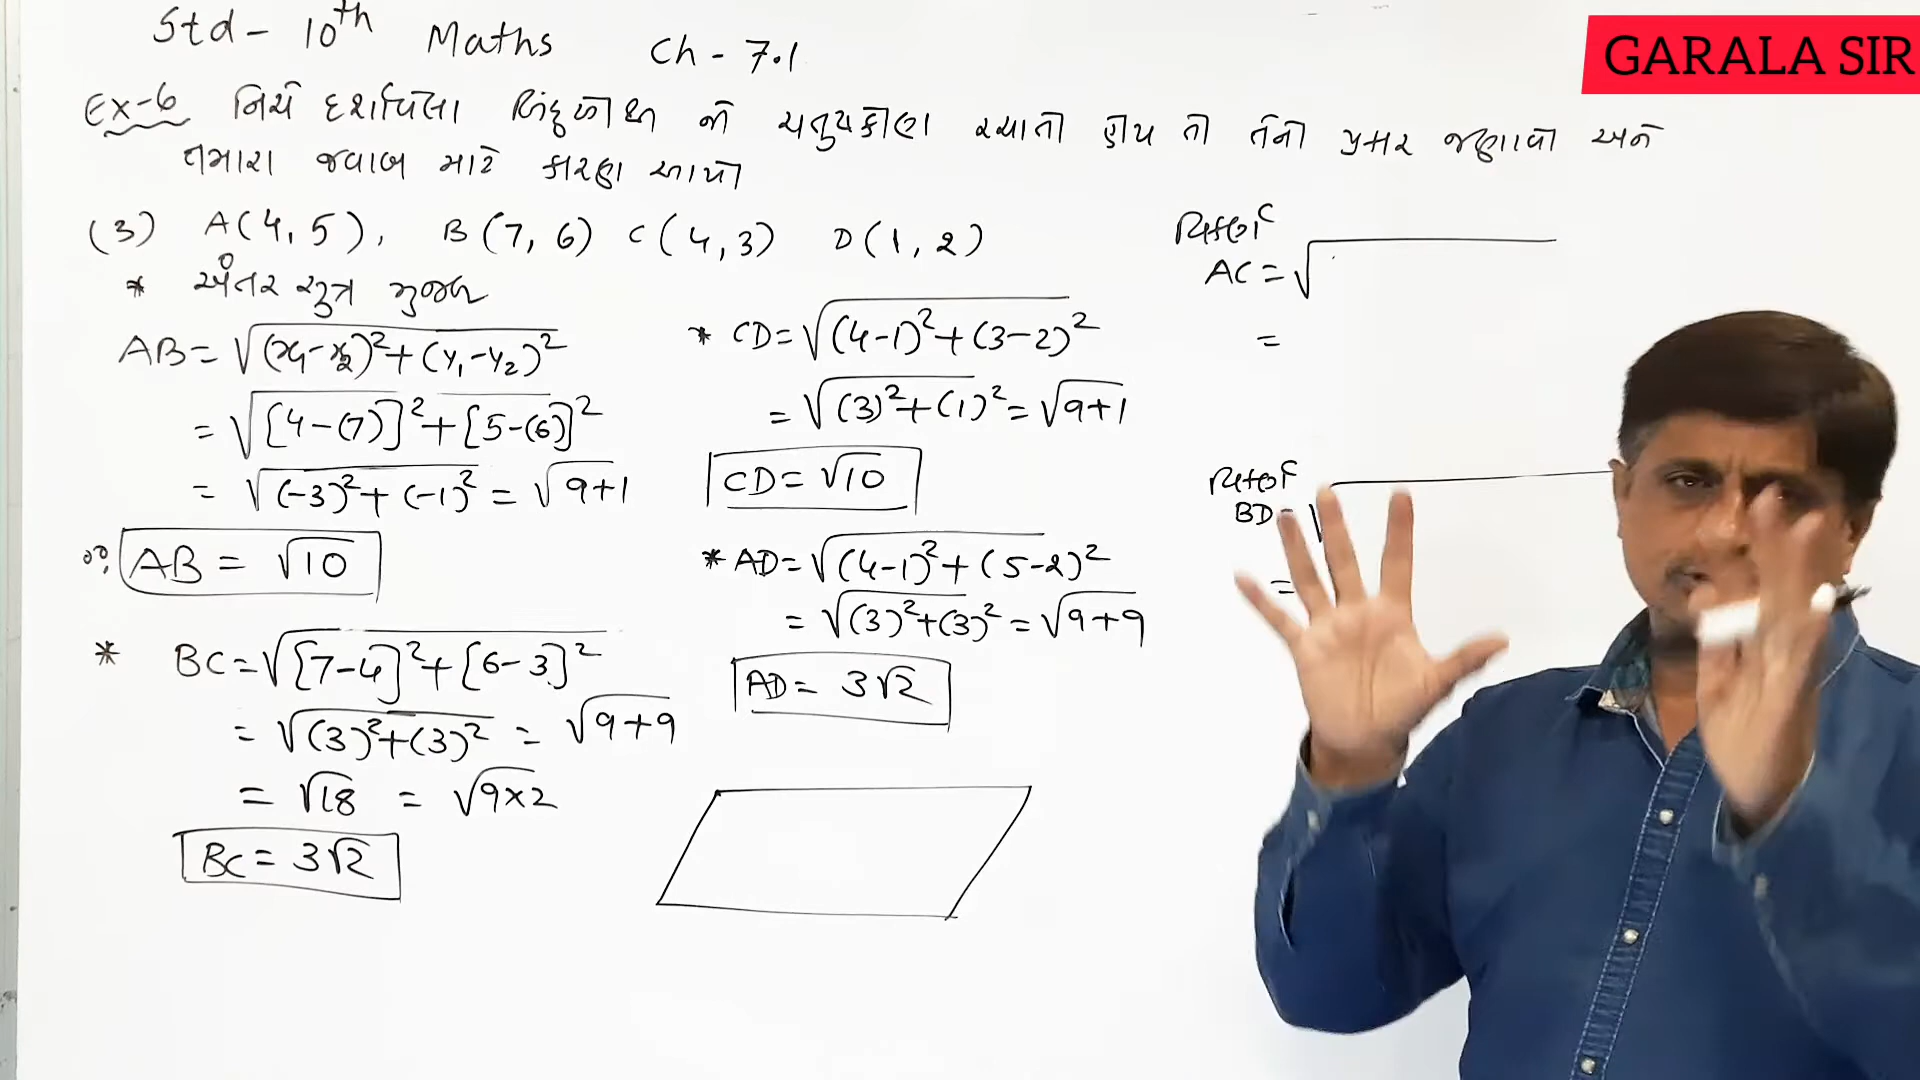 Std - 10th Maths Ch - 7.1
GARALA SIR
Ex-6 નિચે દર્શાવેલા બિંદુઓથી જો ચતુષ્કોણ રચાતો હોય તો તેનો પ્રકાર જણાવો અને
તમારા જવાબ માટે કારણ આપો
(3) A(4,5), B(7,6) C(4,3) D(1,2)
* અંતર સૂત્ર મુજબ
AB = √(x₁-x₂)²+(y₁-y₂)²
= √[4-(7)]²+[5-(6)]²
= √(-3)²+(-1)² = √9+1
∴ AB = √10
* BC = √[7-4]²+[6-3]²
= √(3)²+(3)² = √9+9
= √18 = √9×2
BC = 3√2
* CD = √(4-1)²+(3-2)²
= √(3)²+(1)² = √9+1
CD = √10
* AD = √(4-1)²+(5-2)²
= √(3)²+(3)² = √9+9
AD = 3√2
વિકર્ણ
AC = √
=
વિકર્ણ
BD = √
=